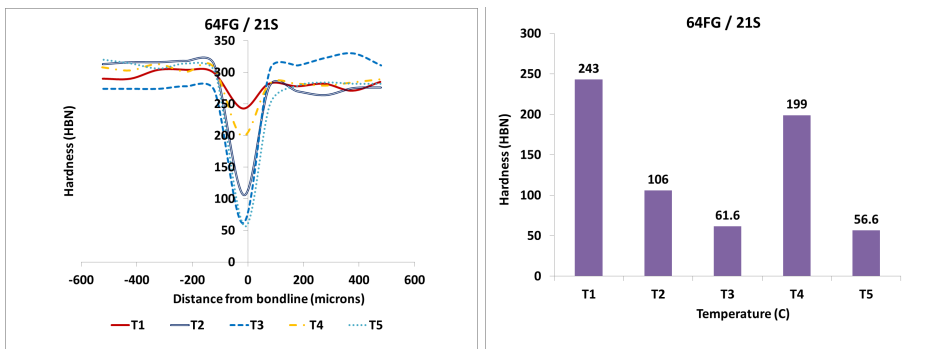 64FG / 21S
350
300
250
200
150
100
50
0
-600 -400 -200 0 200 400 600
Hardness (HBN)
Distance from bondline (microns)
T1 T2 T3 T4 T5
64FG / 21S
300
250
200
150
100
50
0
243
106
61.6
199
56.6
T1 T2 T3 T4 T5
Hardness (HBN)
Temperature (C)